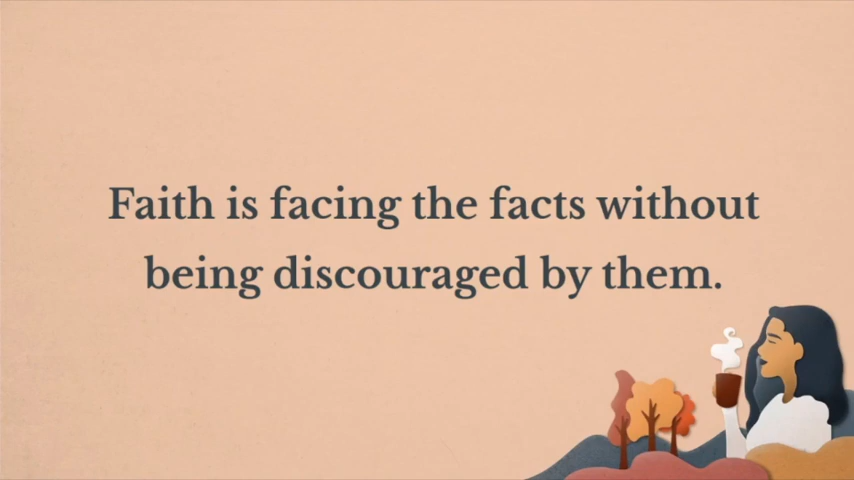 Faith is facing the facts without
being discouraged by them.